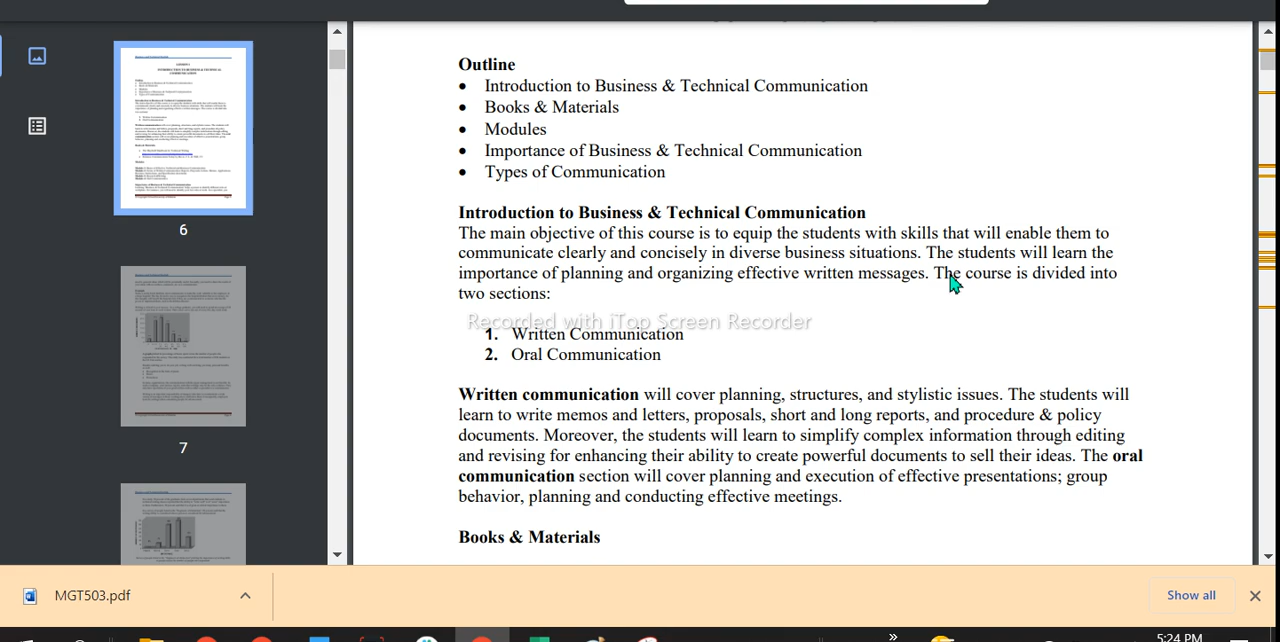 Outline
• Introduction to Business & Technical Communication
• Books & Materials
• Modules
• Importance of Business & Technical Communication
• Types of Communication
Introduction to Business & Technical Communication
The main objective of this course is to equip the students with skills that will enable them to
communicate clearly and concisely in diverse business situations. The students will learn the
importance of planning and organizing effective written messages. The course is divided into
two sections:
Recorded with iTop Screen Recorder
1. Written Communication
2. Oral Communication
Written communication will cover planning, structures, and stylistic issues. The students will
learn to write memos and letters, proposals, short and long reports, and procedure & policy
documents. Moreover, the students will learn to simplify complex information through editing
and revising for enhancing their ability to create powerful documents to sell their ideas. The oral
communication section will cover planning and execution of effective presentations; group
behavior, planning and conducting effective meetings.
Books & Materials
6
7
MGT503.pdf
Show all
5:24 PM